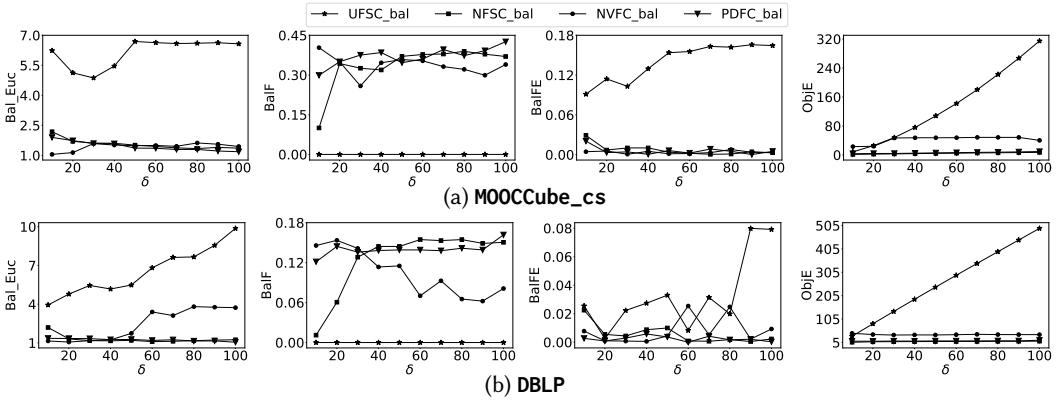 UFSC_bal NFSC_bal NVFC_bal PDFC_bal
7.0 0.45 0.18 320
5.5 0.30 0.12 240
4.0 0.15 0.06 160
2.5 0.00 0.00 80
1.0 0
Bal_Euc BalF BalFE ObjE
20 40 60 80 100 20 40 60 80 100 20 40 60 80 100 20 40 60 80 100
δ δ δ δ
(a) MOOCCube_cs
10 0.18 0.08 505
7 0.12 0.06 405
4 0.06 0.04 305
1 0.00 0.02 205
0.00 105
5
Bal_Euc BalF BalFE ObjE
20 40 60 80 100 20 40 60 80 100 20 40 60 80 100 20 40 60 80 100
δ δ δ δ
(b) DBLP